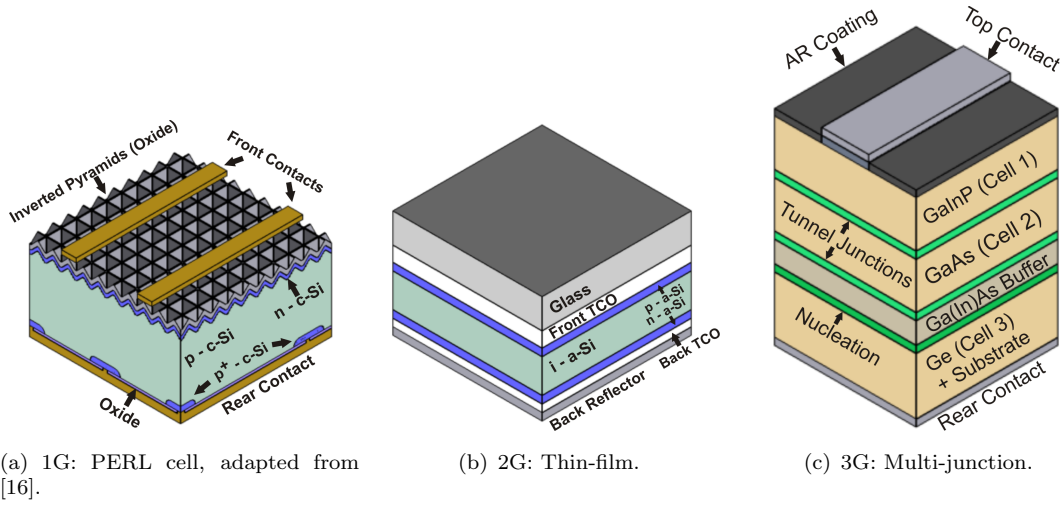 Inverted Pyramids (Oxide)
Front Contacts
n - c-Si
p - c-Si
p+ - c-Si
Oxide
Rear Contact
Glass
Front TCO
p - a-Si
n - a-Si
i - a-Si
Back TCO
Back Reflector
AR Coating
Top Contact
GaInP (Cell 1)
Tunnel Junctions
GaAs (Cell 2)
Ga(In)As Buffer
Nucleation
Ge (Cell 3)
+ Substrate
Rear Contact
(a) 1G: PERL cell, adapted from
[16].
(b) 2G: Thin-film.
(c) 3G: Multi-junction.